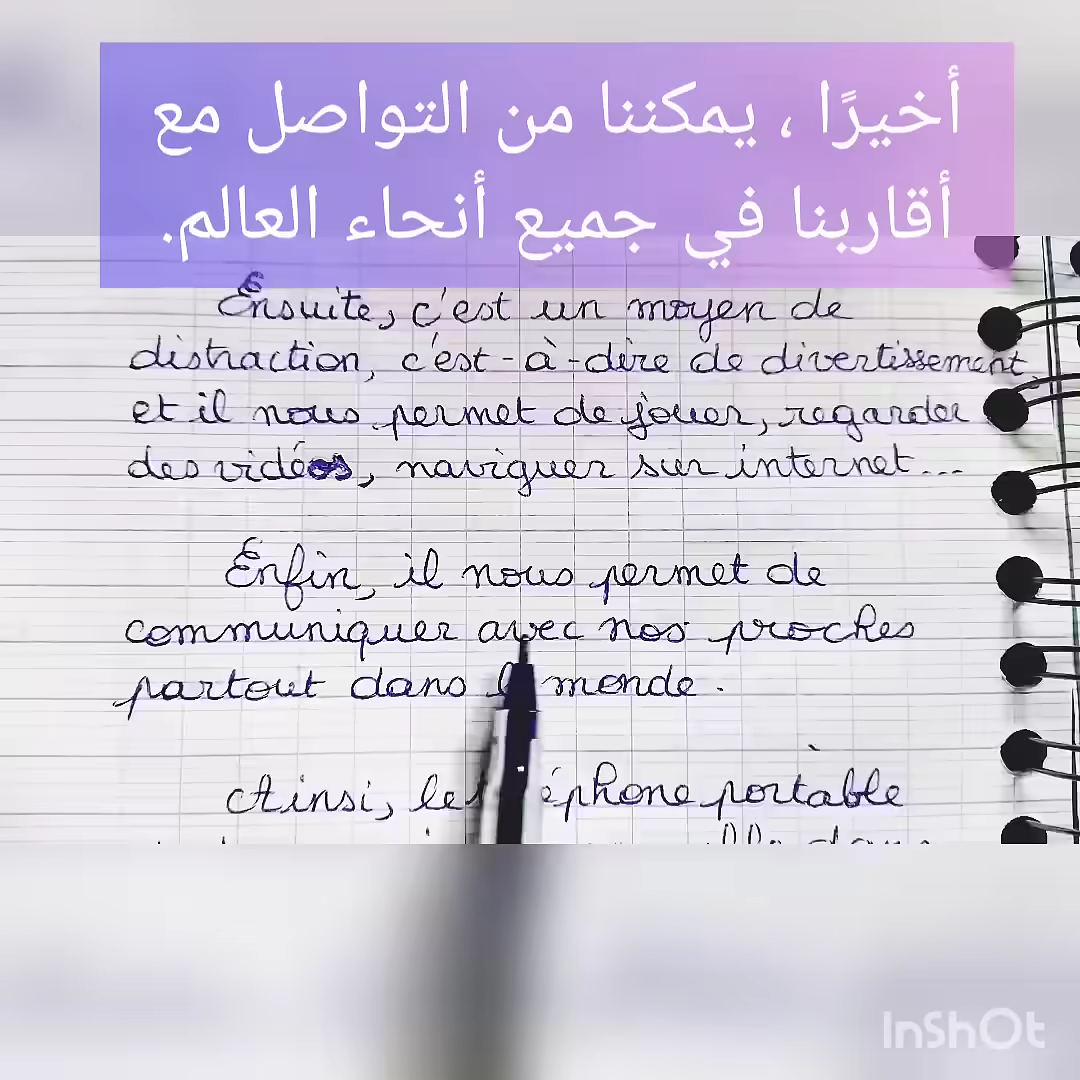 أخيرًا ، يمكننا من التواصل مع
أقاربنا في جميع أنحاء العالم.
Ensuite, c'est un moyen de
distraction, c'est-à-dire de divertissement,
et il nous permet de jouer, regarder
des vidéos, naviguer sur internet...
Enfin, il nous permet de
communiquer avec nos proches
partout dans l monde.
Ainsi, le éphone portable
dans
InShOt